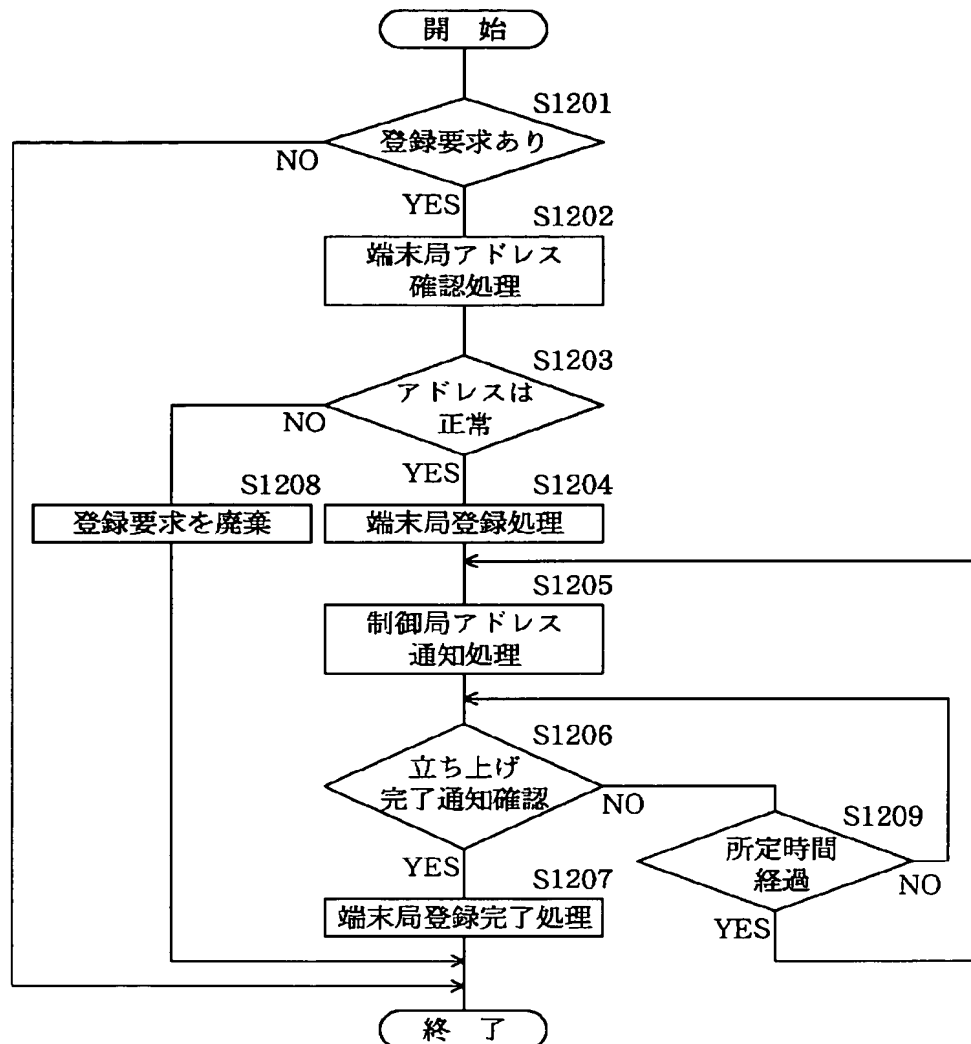 開 始
S1201
登録要求あり
NO
YES
S1202
端末局アドレス
確認処理
S1203
アドレスは
正常
NO
YES
S1208
登録要求を廃棄
S1204
端末局登録処理
S1205
制御局アドレス
通知処理
S1206
立ち上げ
完了通知確認
NO
S1209
所定時間
経過
NO
YES
YES
S1207
端末局登録完了処理
終 了